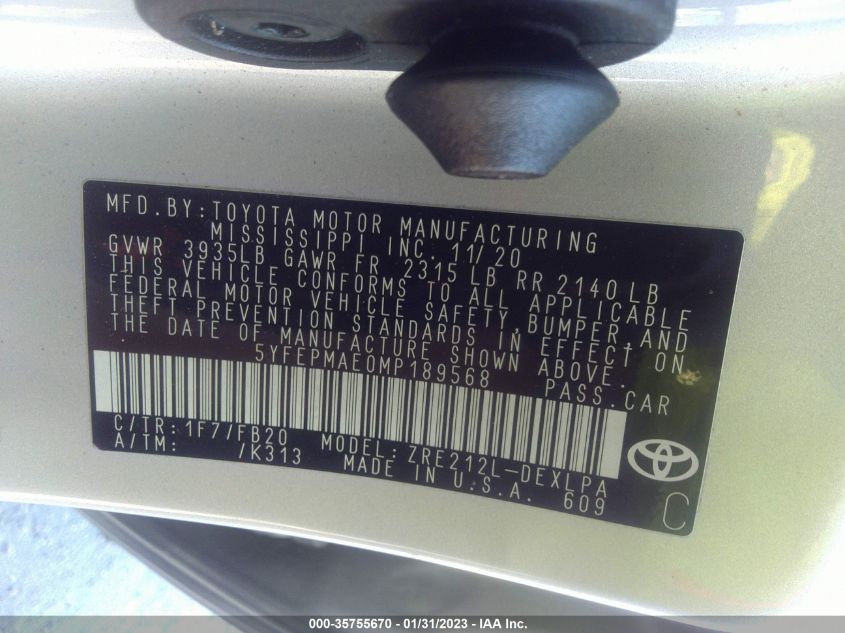 MFD.BY:TOYOTA MOTOR MANUFACTURING
MISSISSIPPI INC. 11/20
GVWR 3935LB GAWR FR 2315 LB RR 2140 LB
THIS VEHICLE CONFORMS TO ALL APPLICABLE
FEDERAL MOTOR VEHICLE SAFETY,BUMPER,AND
THEFT PREVENTION STANDARDS IN EFFECT ON
THE DATE OF MANUFACTURE SHOWN ABOVE.
5YFEPMAE0MP189568 PASS.CAR
C/TR:1F7/FB20 MODEL:ZRE212L-DEXLPA
A/TM: /K313 MADE IN U.S.A. 609
C
000-35755670 - 01/31/2023 - IAA Inc.